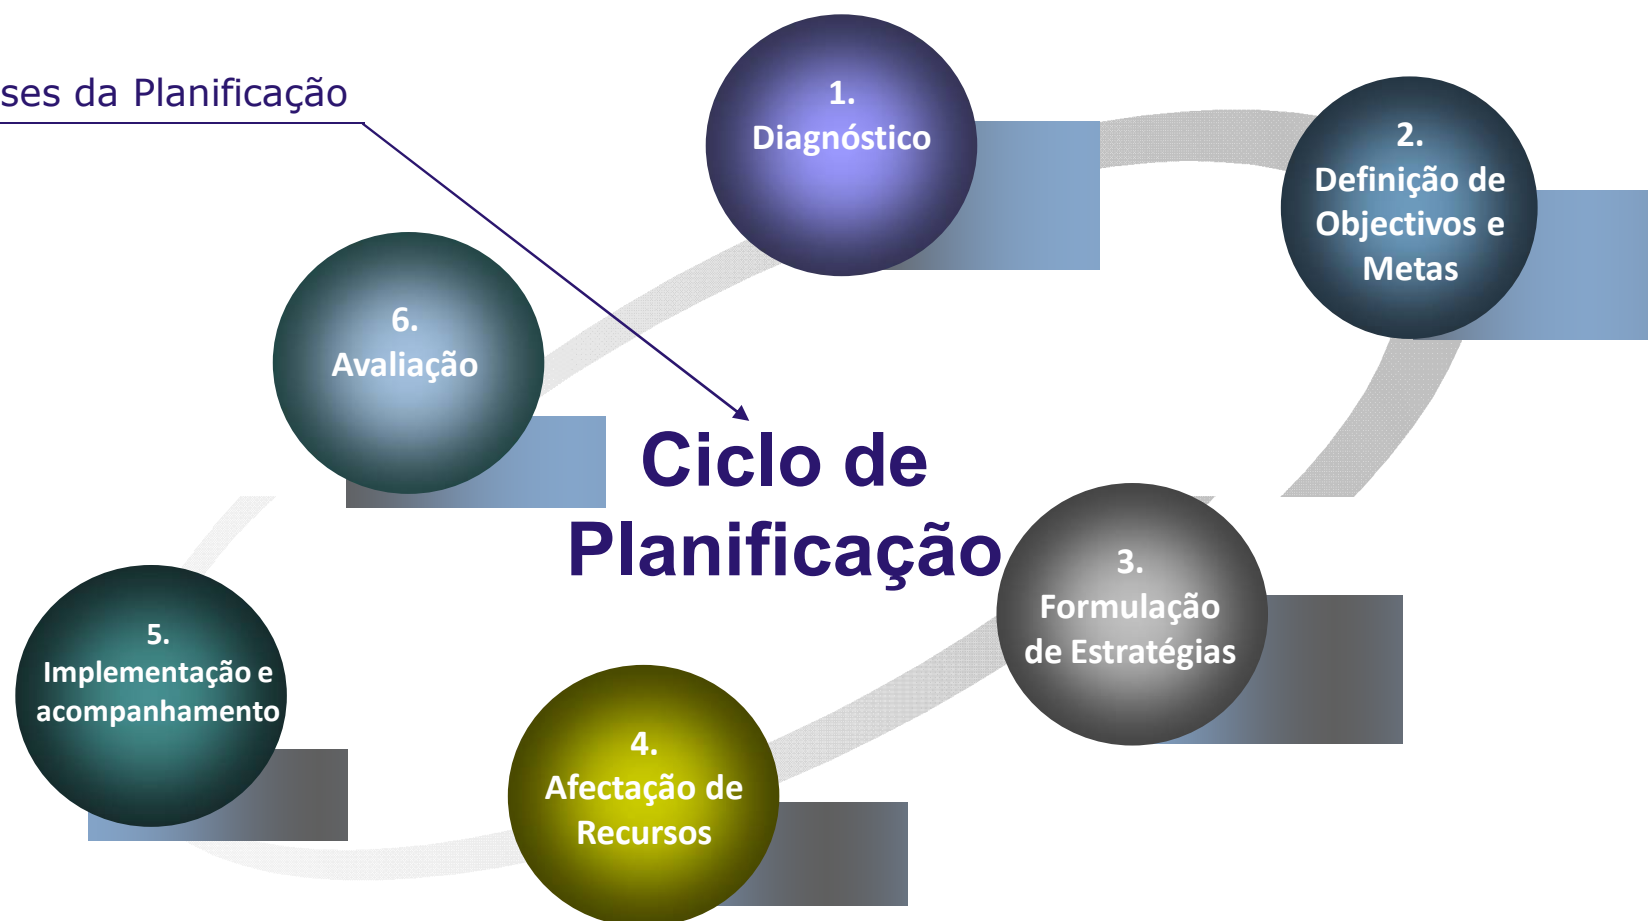 ses da Planificação
1.
Diagnóstico
2.
Definição de
Objectivos e
Metas
6.
Avaliação
Ciclo de
Planificação
3.
Formulação
de Estratégias
5.
Implementação e
acompanhamento
4.
Afectação de
Recursos